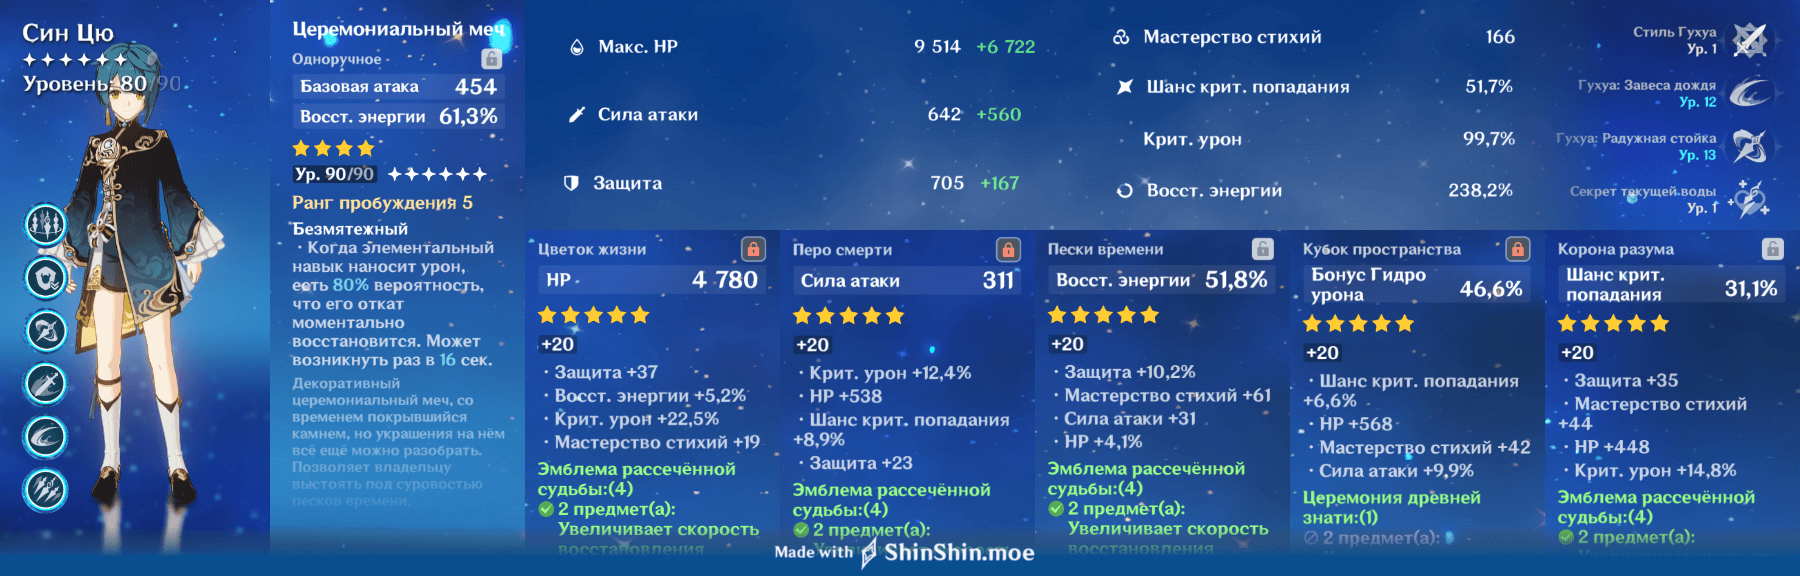 Син Цю
Уровень: 80/90
Церемониальный меч
Одноручное
Базовая атака 454
Восст. энергии 61,3%
Ур. 90/90
Ранг пробуждения 5
Безмятежный
· Когда элементальный
навык наносит урон,
есть 80% вероятность,
что его откат
моментально
восстановится. Может
возникнуть раз в 16 сек.
Декоративный
церемониальный меч, со
временем покрывшийся
камнем, но украшения на нём
всё ещё можно разобрать.
Позволяет владельцу
выстоять под суровостью
песков времени.
Макс. HP 9 514 +6 722
Сила атаки 642 +560
Защита 705 +167
Мастерство стихий 166
Шанс крит. попадания 51,7%
Крит. урон 99,7%
Восст. энергии 238,2%
Стиль Гухуа
Ур. 1
Гухуа: Завеса дождя
Ур. 12
Гухуа: Радужная стойка
Ур. 13
Секрет текущей воды
Ур. 1
Цветок жизни
HP 4 780
+20
· Защита +37
· Восст. энергии +5,2%
· Крит. урон +22,5%
· Мастерство стихий +19
Эмблема рассечённой
судьбы:(4)
2 предмет(а):
Увеличивает скорость
восстановления
Перо смерти
Сила атаки 311
+20
· Крит. урон +12,4%
· HP +538
· Шанс крит. попадания
+8,9%
· Защита +23
Эмблема рассечённой
судьбы:(4)
2 предмет(а):
Пески времени
Восст. энергии 51,8%
+20
· Защита +10,2%
· Мастерство стихий +61
· Сила атаки +31
· HP +4,1%
Эмблема рассечённой
судьбы:(4)
2 предмет(а):
Увеличивает скорость
восстановления
Кубок пространства
Бонус Гидро
урона 46,6%
+20
· Шанс крит. попадания
+6,6%
· HP +568
· Мастерство стихий +42
· Сила атаки +9,9%
Церемония древней
знати:(1)
2 предмет(а):
Корона разума
Шанс крит.
попадания 31,1%
+20
· Защита +35
· Мастерство стихий
+44
· HP +448
· Крит. урон +14,8%
Эмблема рассечённой
судьбы:(4)
2 предмет(а):
Made with ShinShin.moe